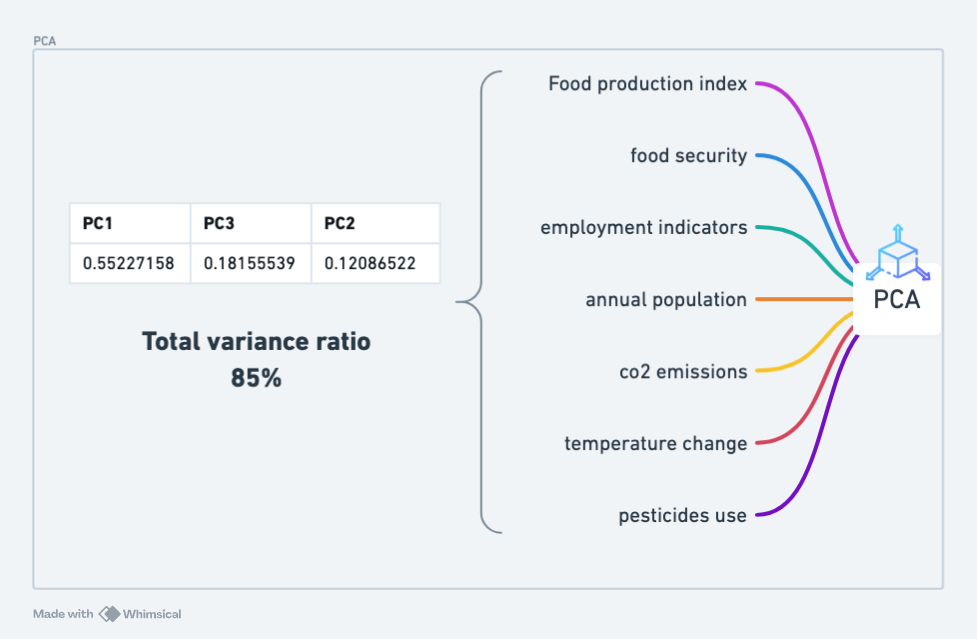 PCA
Food production index
food security
employment indicators
annual population
co2 emissions
temperature change
pesticides use
PCA
PC1 PC3 PC2
0.55227158 0.18155539 0.12086522
Total variance ratio
85%
Made with Whimsical